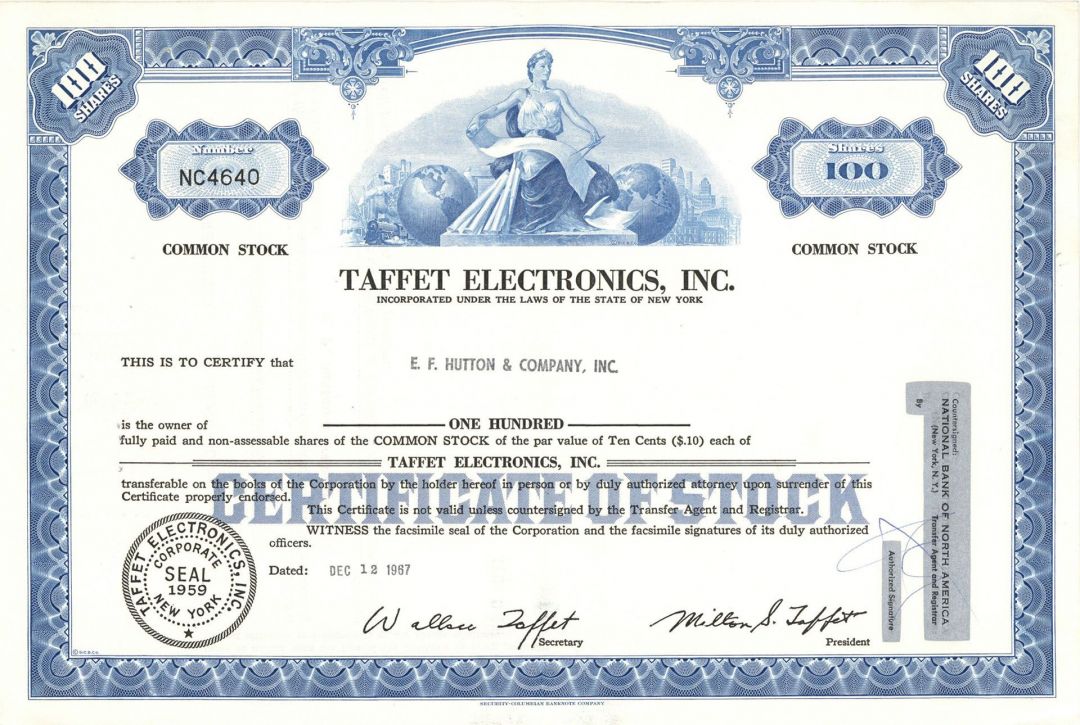 100
SHARES
100
SHARES
Number
NC4640
Shares
100
COMMON STOCK
COMMON STOCK
TAFFET ELECTRONICS, INC.
INCORPORATED UNDER THE LAWS OF THE STATE OF NEW YORK
THIS IS TO CERTIFY that E. F. HUTTON & COMPANY, INC.
is the owner of ONE HUNDRED
fully paid and non-assessable shares of the COMMON STOCK of the par value of Ten Cents ($.10) each of
TAFFET ELECTRONICS, INC.
CERTIFICATE OF STOCK
transferable on the books of the Corporation by the holder hereof in person or by duly authorized attorney upon surrender of this
Certificate properly endorsed.
This Certificate is not valid unless countersigned by the Transfer Agent and Registrar.
WITNESS the facsimile seal of the Corporation and the facsimile signatures of its duly authorized
officers.
Dated: DEC 12 1967
TAFFET ELECTRONICS, INC.
CORPORATE
SEAL
1959
NEW YORK
Wallace Taffet
Secretary
Milton S. Taffet
President
Countersigned:
NATIONAL BANK OF NORTH AMERICA
(New York, N.Y.) Transfer Agent and Registrar
By
Authorized Signature
SECURITY-COLUMBIAN BANKNOTE COMPANY